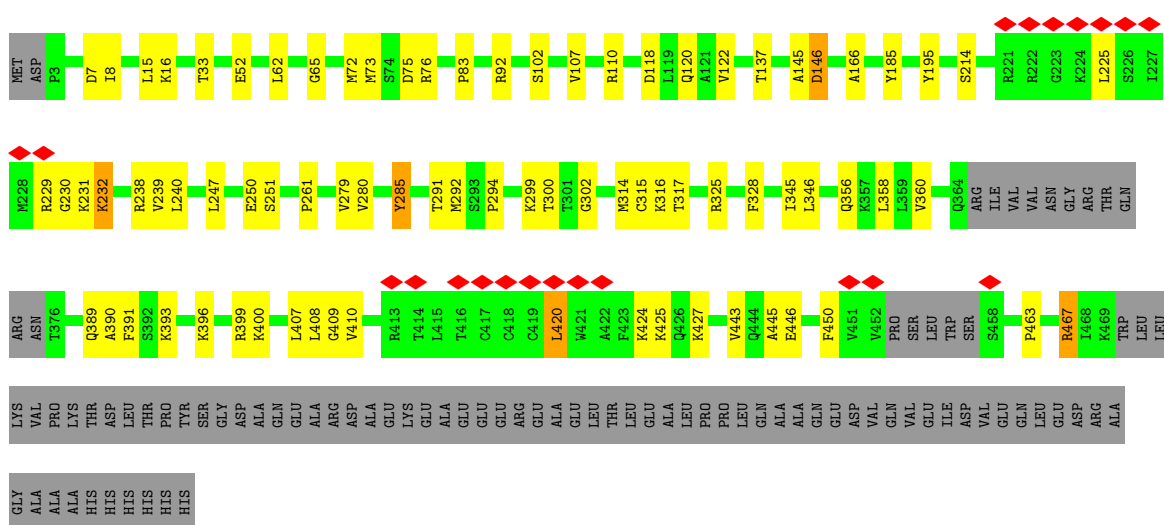 MET ASP P3 D7 I8 L15 K16 T33 E52 L62 G65 M72 M73 S74 D75 R76 P83 R92 S102 V107 R110 D118 L119 Q120 A121 V122 T137 A145 D146 A166 Y185 Y195 S214 R221 R222 G223 K224 L225 S226 I227
M228 R229 G230 K231 K232 R238 V239 L240 L247 E250 S251 P261 V279 V280 Y285 T291 M292 S293 P294 K299 T300 T301 G302 M314 C315 K316 T317 R325 F328 I345 L346 Q356 K357 L358 L359 V360 Q364 ARG ILE VAL VAL ASN GLY ARG THR GLN
ARG ASN T376 Q389 A390 F391 S392 K393 K396 R399 K400 L407 L408 G409 V410 R413 T414 L415 T416 C417 C418 C419 L420 W421 A422 F423 K424 K425 Q426 K427 V443 Q444 A445 E446 F450 V451 V452 PRO SER LEU TRP SER S458 P463 R467 I468 K469 TRP LEU LEU
LYS VAL PRO LYS THR ASP LEU THR PRO TYR SER GLY ASP ALA GLN GLU ALA ARG ASP ALA GLU LYS GLU ALA GLU GLU ARG GLU ALA GLU LEU THR LEU GLU ALA LEU PRO PRO LEU GLN ALA ALA GLN GLU ASP VAL GLN VAL GLU ILE ASP VAL GLU GLN LEU GLU ASP ARG ALA
GLY ALA ALA ALA HIS HIS HIS HIS HIS HIS